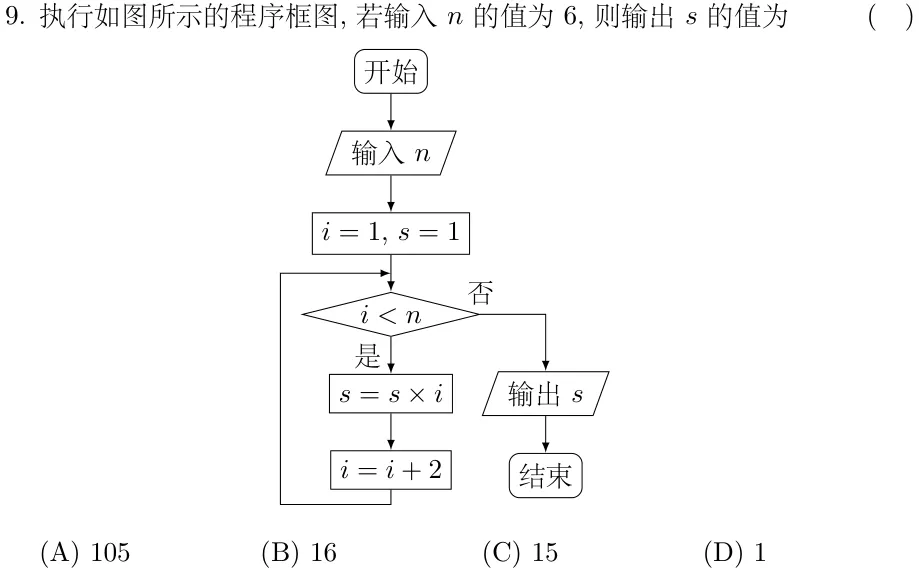 9. 执行如图所示的程序框图, 若输入 n 的值为 6, 则输出 s 的值为 ( )
开始
输入 n
i = 1, s = 1
i < n
否
是
s = s × i
输出 s
i = i + 2
结束
(A) 105 (B) 16 (C) 15 (D) 1